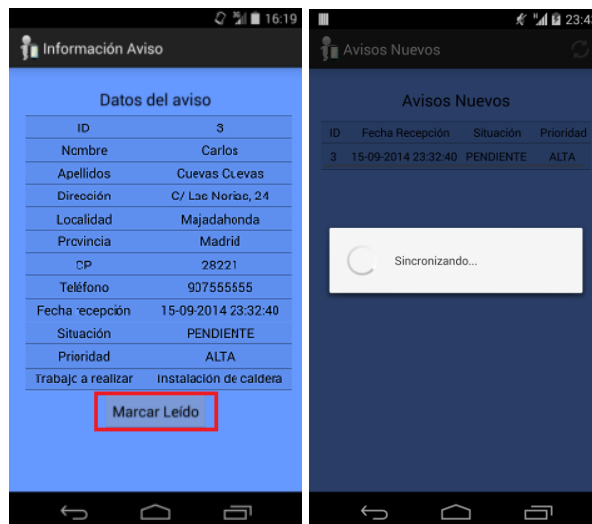 16:19
Información Aviso
Datos del aviso
ID 3
Nombre Carlos
Apellidos Cuevas Cuevas
Dirección C/ Las Norias, 24
Localidad Majadahonda
Provincia Madrid
CP 28221
Teléfono 907555555
Fecha recepción 15-09-2014 23:32:40
Situación PENDIENTE
Prioridad ALTA
Trabajo a realizar Instalación de caldera
Marcar Leído
Avisos Nuevos
Avisos Nuevos
ID Fecha Recepción Situación Prioridad
3 15-09-2014 23:32:40 PENDIENTE ALTA
Sincronizando...